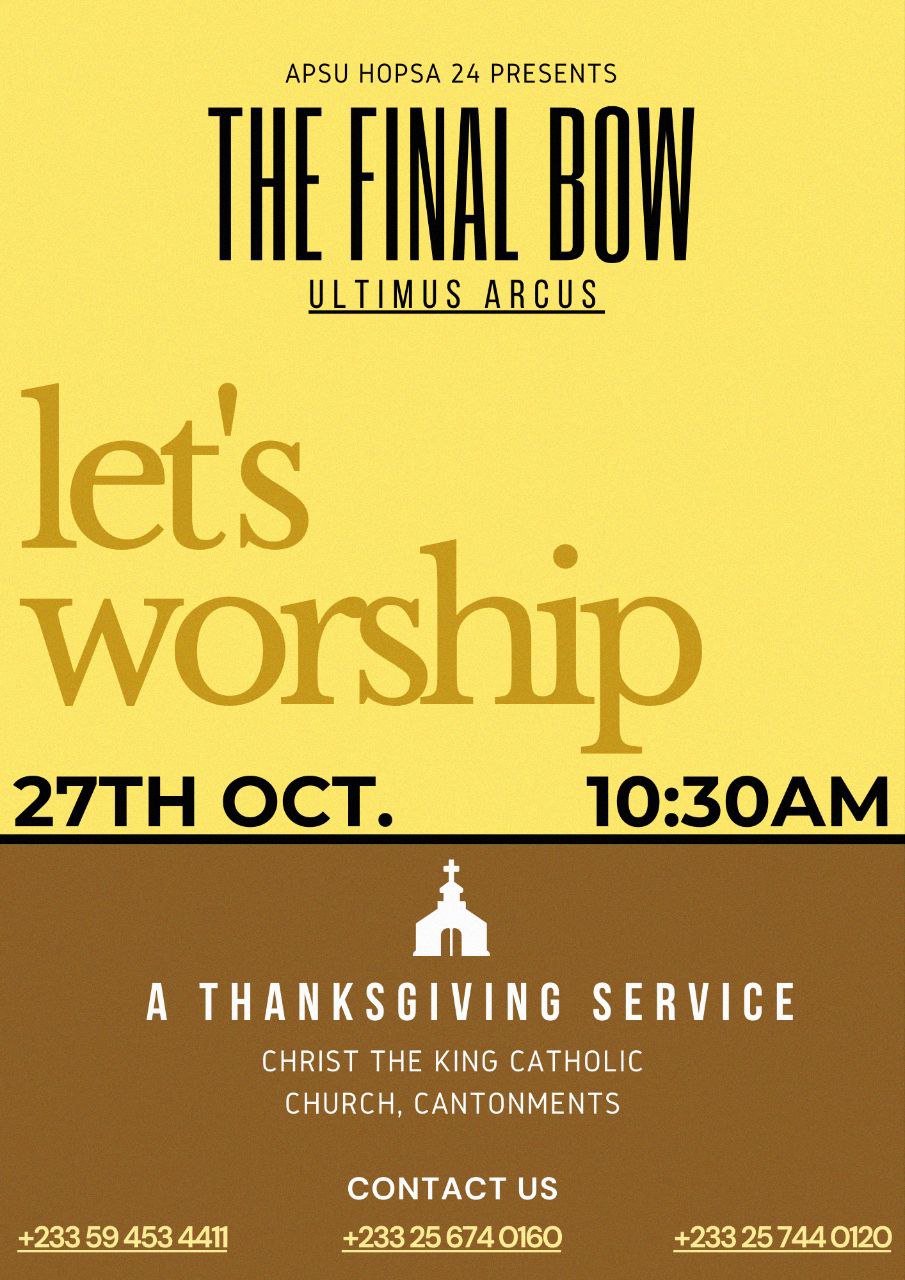 APSU HOPSA 24 PRESENTS
THE FINAL BOW
ULTIMUS ARCUS
let's
worship
27TH OCT. 10:30AM
A THANKSGIVING SERVICE
CHRIST THE KING CATHOLIC
CHURCH, CANTONMENTS
CONTACT US
+233 59 453 4411 +233 25 674 0160 +233 25 744 0120